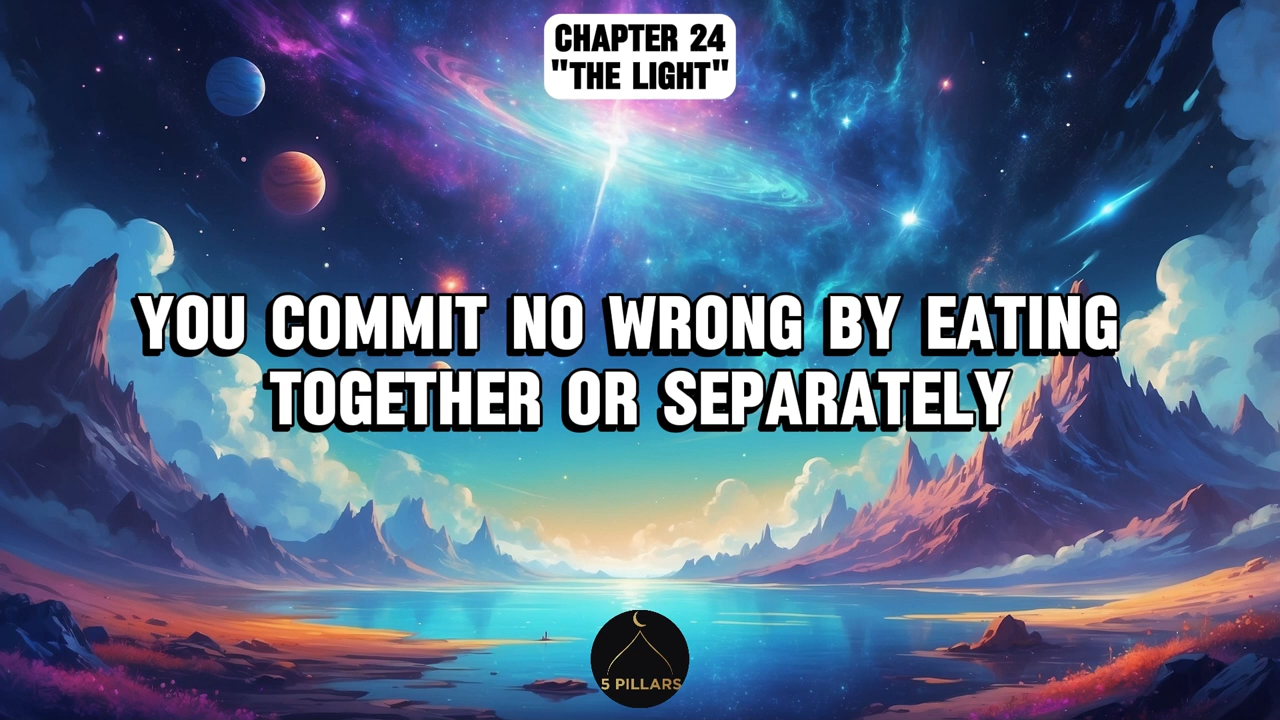 CHAPTER 24
"THE LIGHT"
YOU COMMIT NO WRONG BY EATING
TOGETHER OR SEPARATELY
5 PILLARS